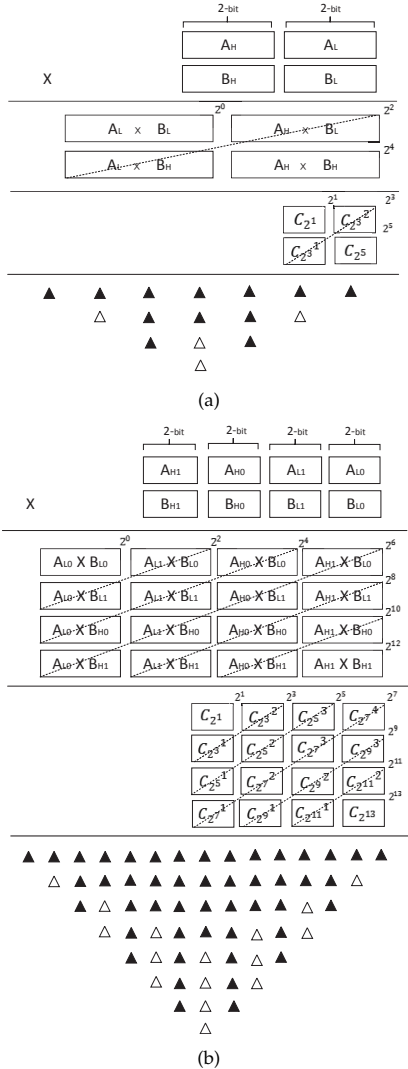 2-bit 2-bit
AH AL
X BH BL
2^0 2^2
AL x BL AH x BL
2^4
AL x BH AH x BH
2^1 2^3
C2^1 C2^3^2
2^5
C2^3^1 C2^5
(a)
2-bit 2-bit 2-bit 2-bit
AH1 AH0 AL1 AL0
X BH1 BH0 BL1 BL0
2^0 2^2 2^4 2^6
AL0 X BL0 AL1 X BL0 AH0 X BL0 AH1 X BL0
2^8
AL0 X BL1 AL1 X BL1 AH0 X BL1 AH1 X BL1
2^10
AL0 X BH0 AL1 X BH0 AH0 X BH0 AH1 X BH0
2^12
AL0 X BH1 AL1 X BH1 AH0 X BH1 AH1 X BH1
2^1 2^3 2^5 2^7
C2^1 C2^3^2 C2^5^3 C2^7^4
2^9
C2^3^1 C2^5^2 C2^7^3 C2^9^3
2^11
C2^5^1 C2^7^2 C2^9^2 C2^11^2
2^13
C2^7^1 C2^9^1 C2^11^1 C2^13
(b)